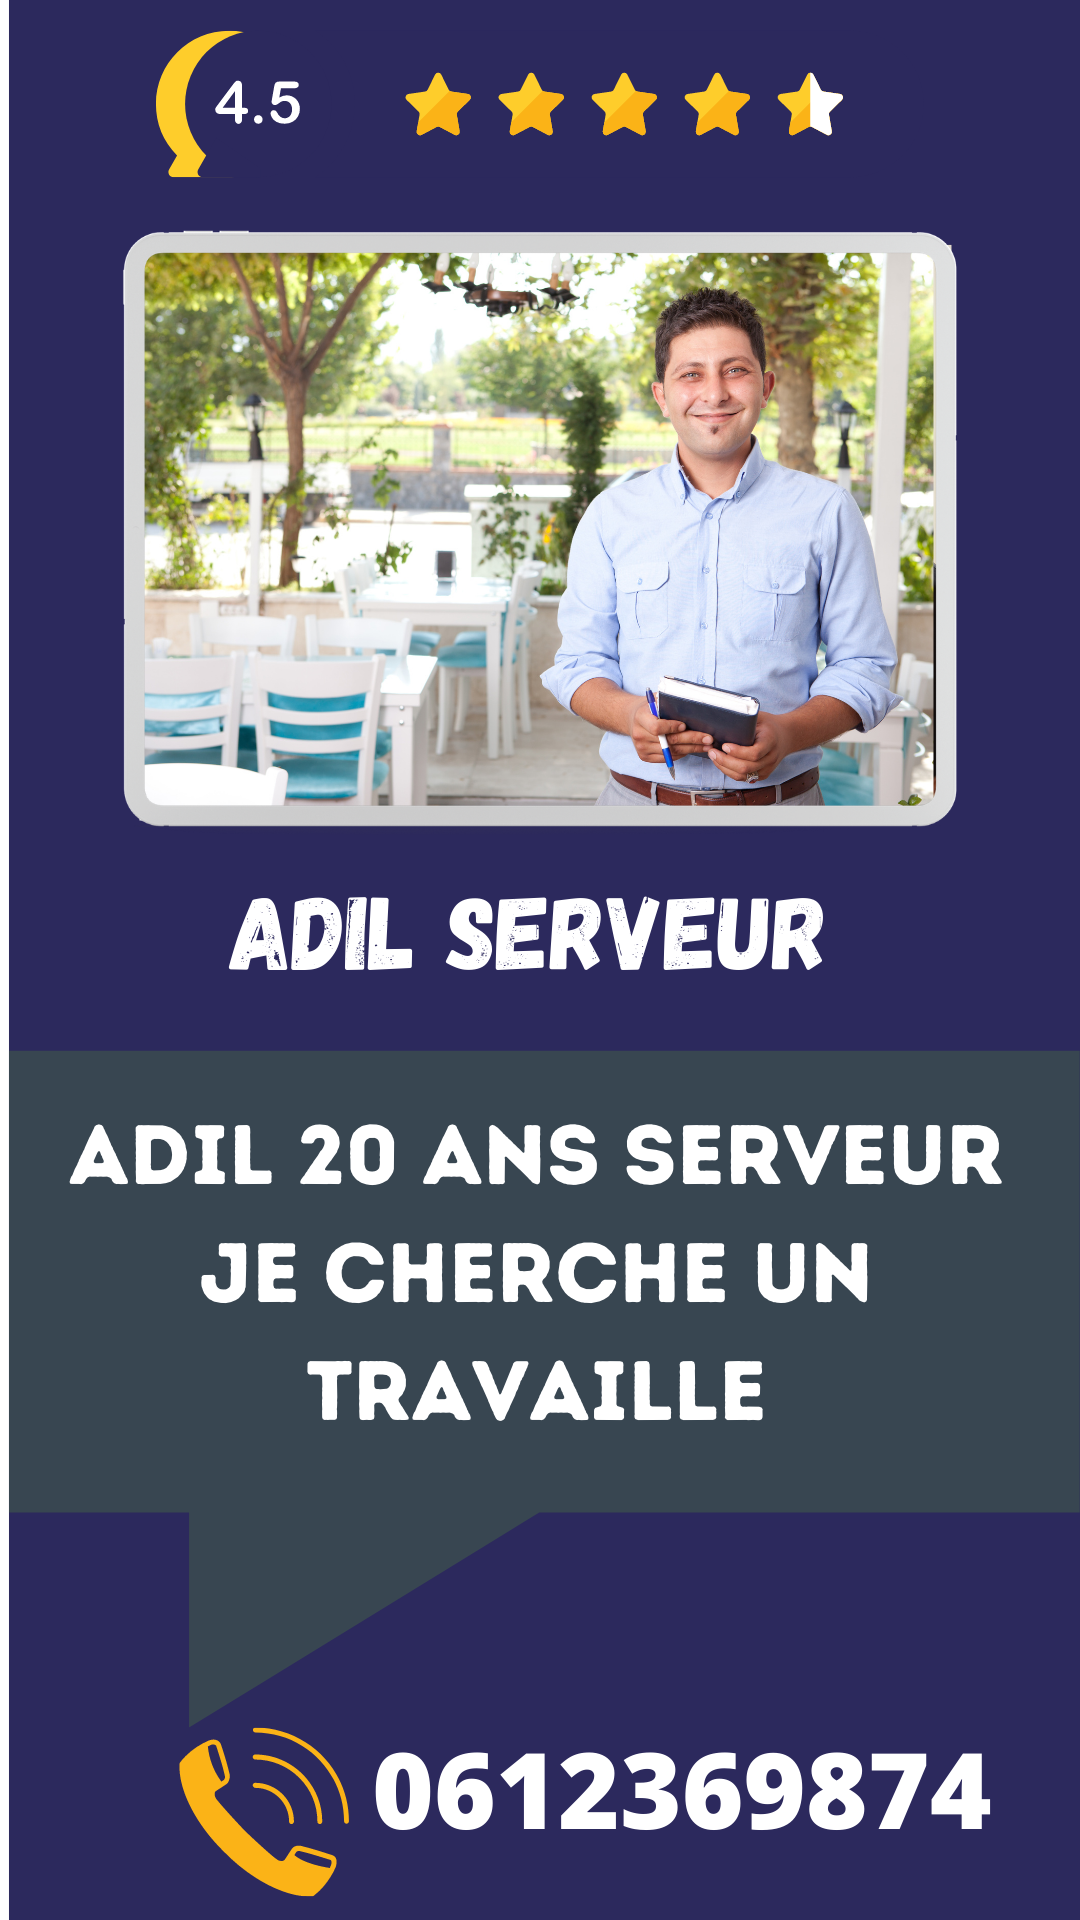 4.5
ADIL SERVEUR
ADIL 20 ANS SERVEUR
JE CHERCHE UN
TRAVAILLE
0612369874